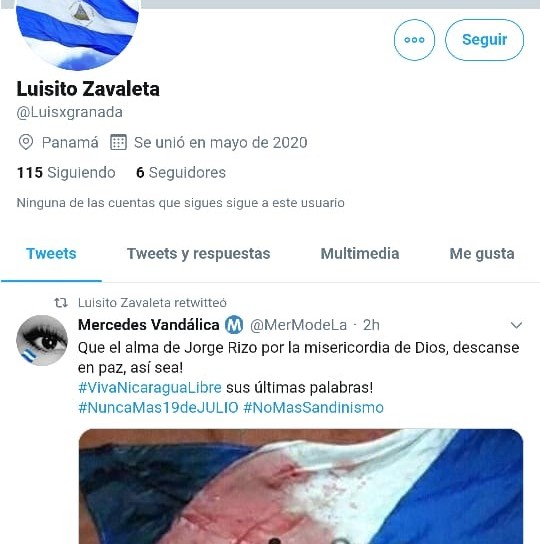 Seguir
Luisito Zavaleta
@Luisxgranada
Panamá Se unió en mayo de 2020
115 Siguiendo 6 Seguidores
Ninguna de las cuentas que sigues sigue a este usuario
Tweets Tweets y respuestas Multimedia Me gusta
Luisito Zavaleta retwitteó
Mercedes Vandálica M @MerModeLa · 2h
Que el alma de Jorge Rizo por la misericordia de Dios, descanse
en paz, así sea!
#VivaNicaraguaLibre sus últimas palabras!
#NuncaMas19deJULIO #NoMasSandinismo